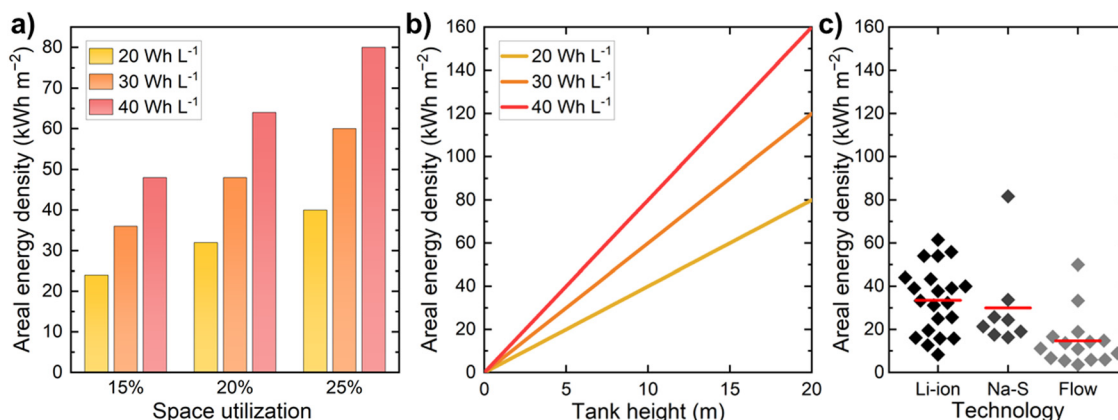 a)
Areal energy density (kWh m⁻²)
80
70
60
50
40
30
20
10
0
20 Wh L⁻¹
30 Wh L⁻¹
40 Wh L⁻¹
15% 20% 25%
Space utilization
b)
Areal energy density (kWh m⁻²)
160
140
120
100
80
60
40
20
0
20 Wh L⁻¹
30 Wh L⁻¹
40 Wh L⁻¹
0 5 10 15 20
Tank height (m)
c)
Areal energy density (kWh m⁻²)
160
140
120
100
80
60
40
20
0
Li-ion Na-S Flow
Technology